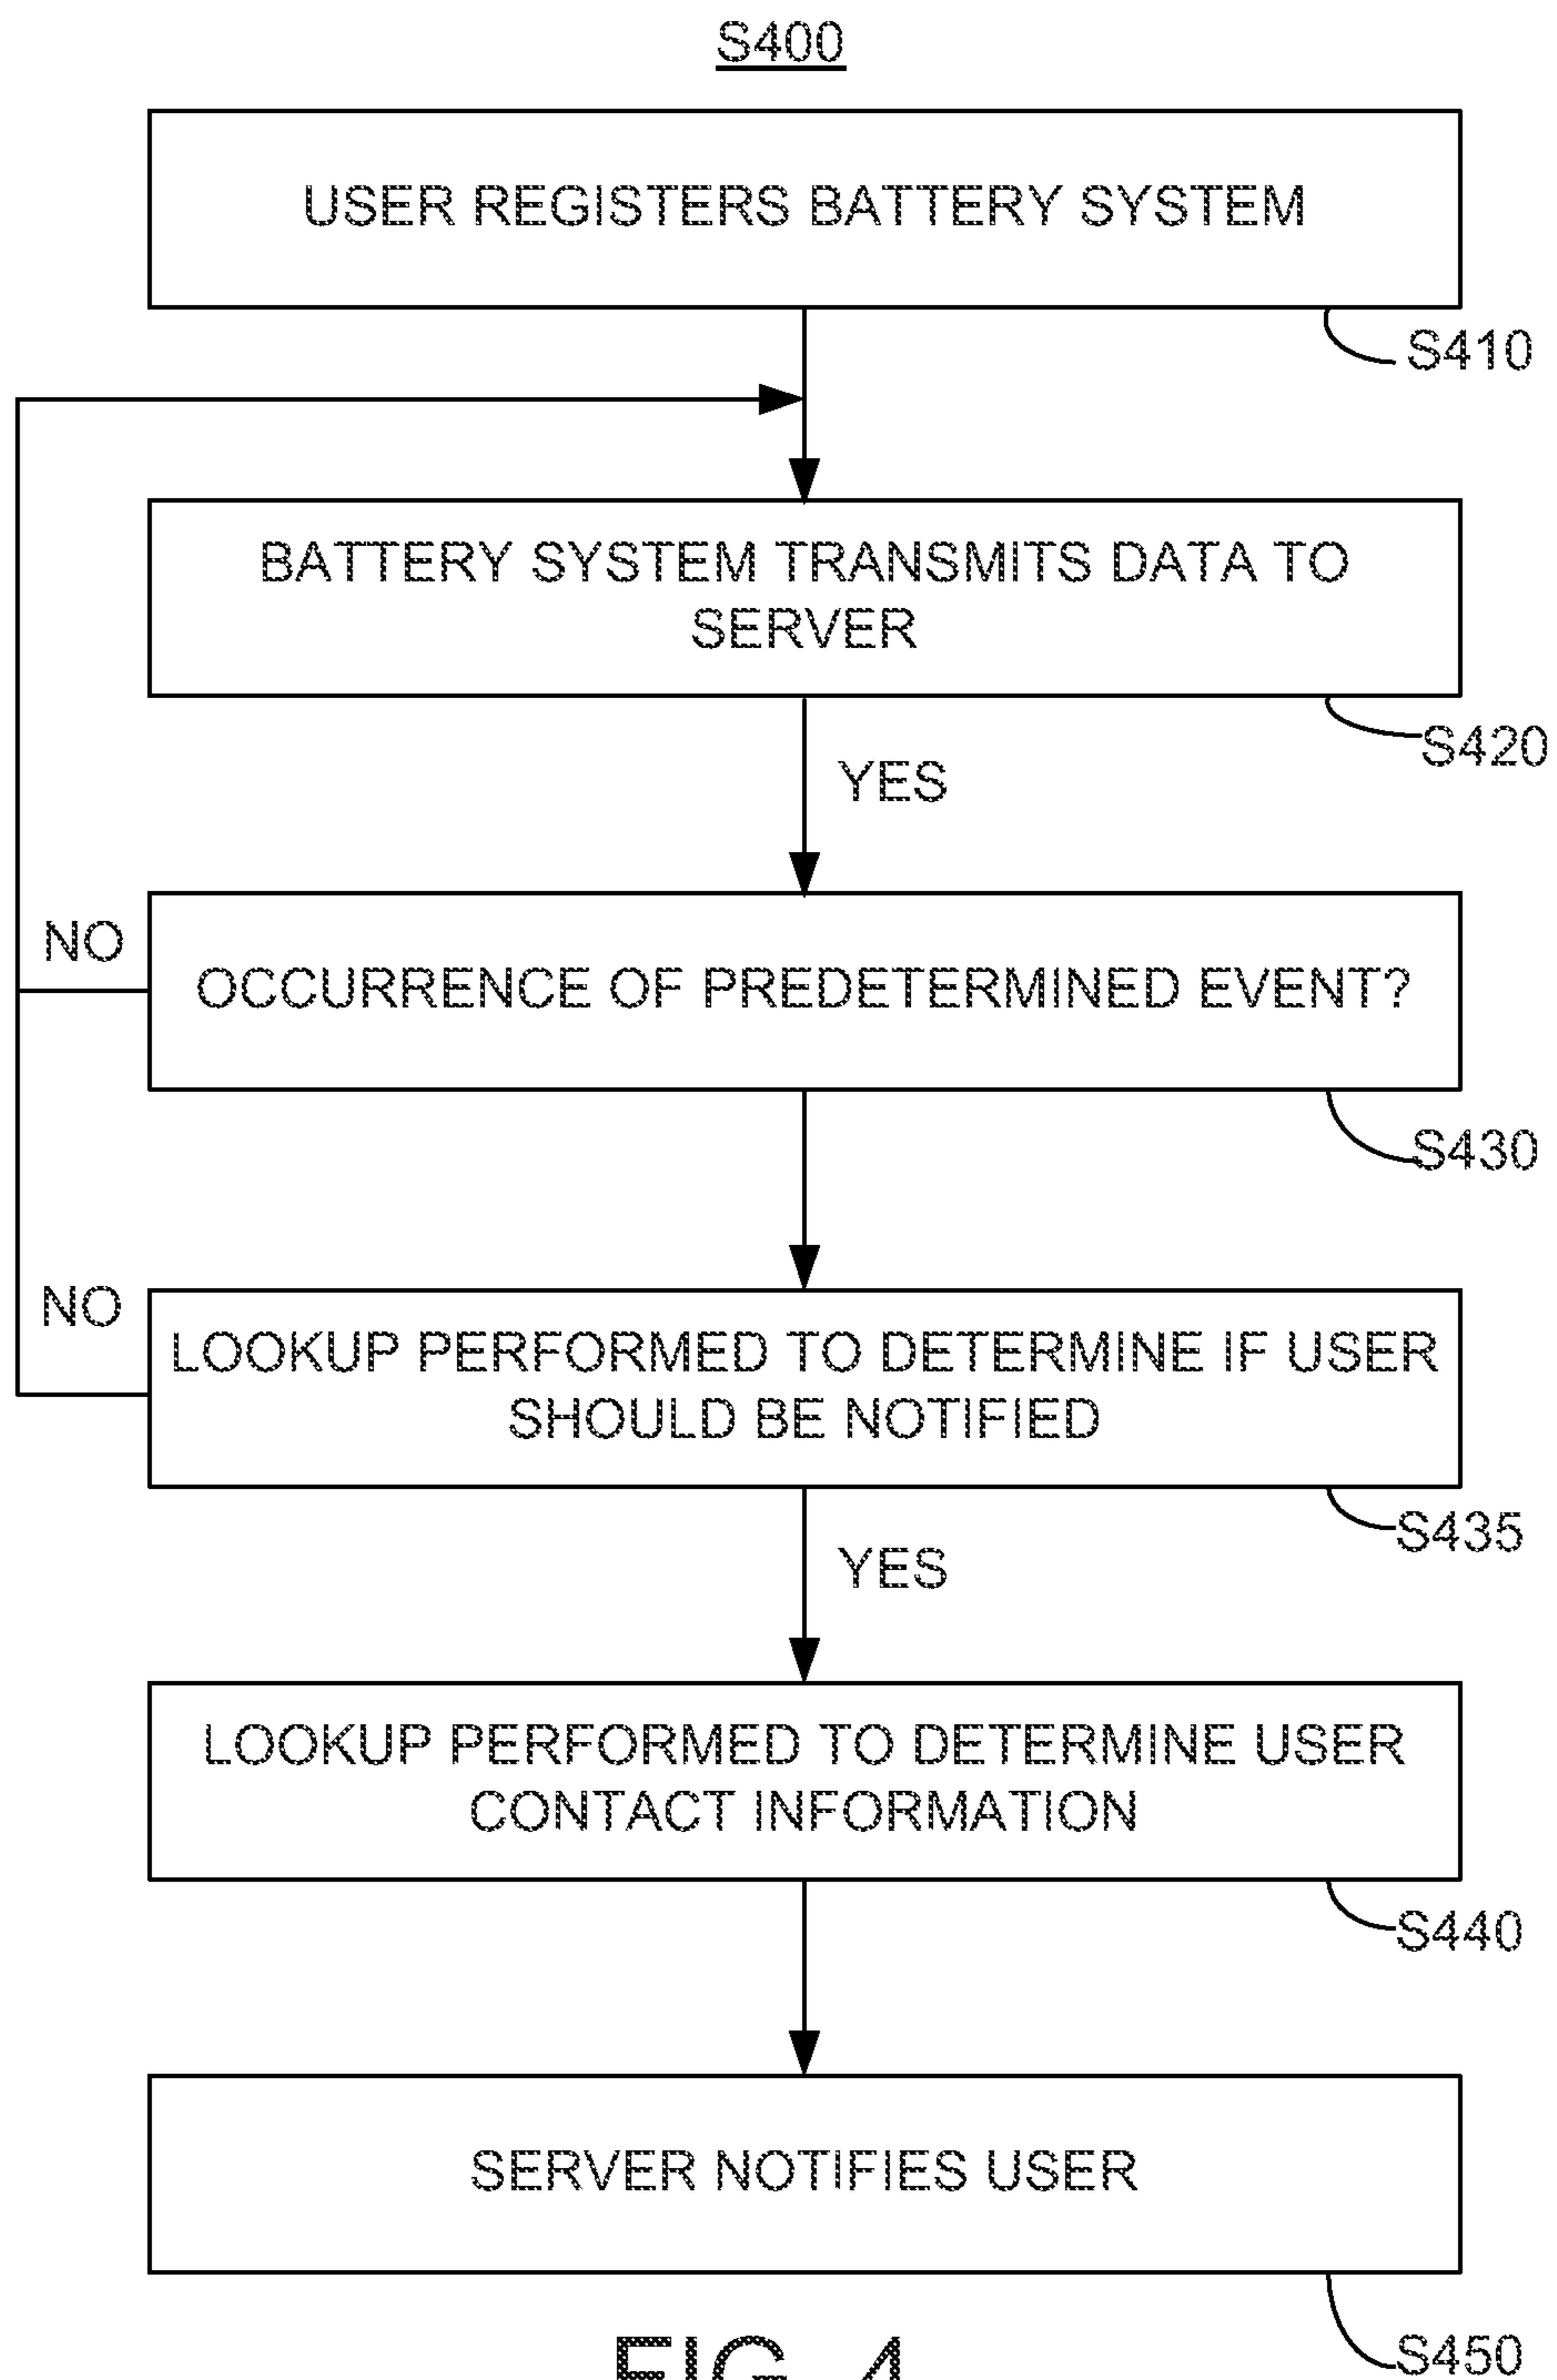 S400
USER REGISTERS BATTERY SYSTEM
S410
BATTERY SYSTEM TRANSMITS DATA TO
SERVER
S420
YES
NO
OCCURRENCE OF PREDETERMINED EVENT?
S430
NO
LOOKUP PERFORMED TO DETERMINE IF USER
SHOULD BE NOTIFIED
S435
YES
LOOKUP PERFORMED TO DETERMINE USER
CONTACT INFORMATION
S440
SERVER NOTIFIES USER
S450
FIG. 4